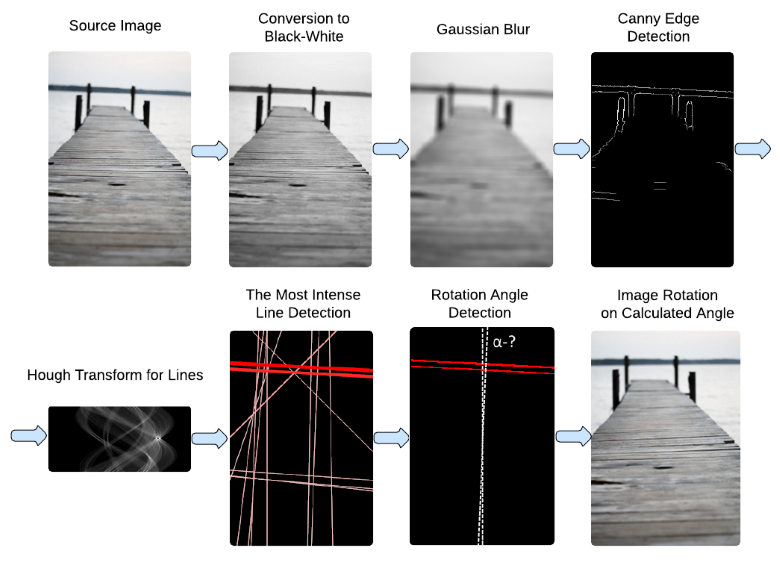 Source Image
Conversion to
Black-White
Gaussian Blur
Canny Edge
Detection
Hough Transform for Lines
The Most Intense
Line Detection
Rotation Angle
Detection
α-?
Image Rotation
on Calculated Angle